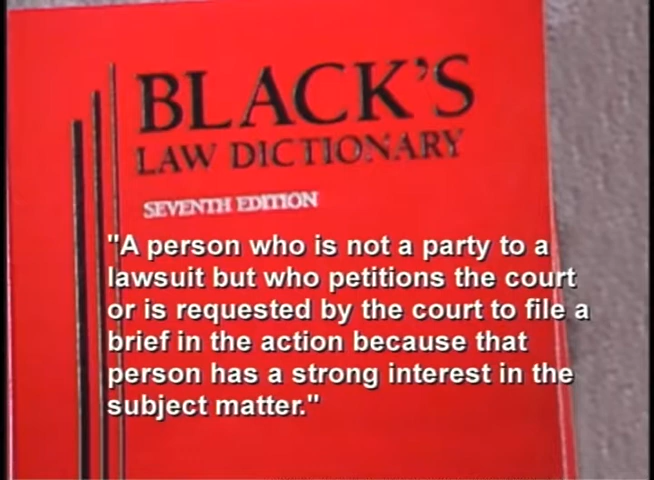 BLACK'S
LAW DICTIONARY
SEVENTH EDITION
"A person who is not a party to a
lawsuit but who petitions the court
or is requested by the court to file a
brief in the action because that
person has a strong interest in the
subject matter."